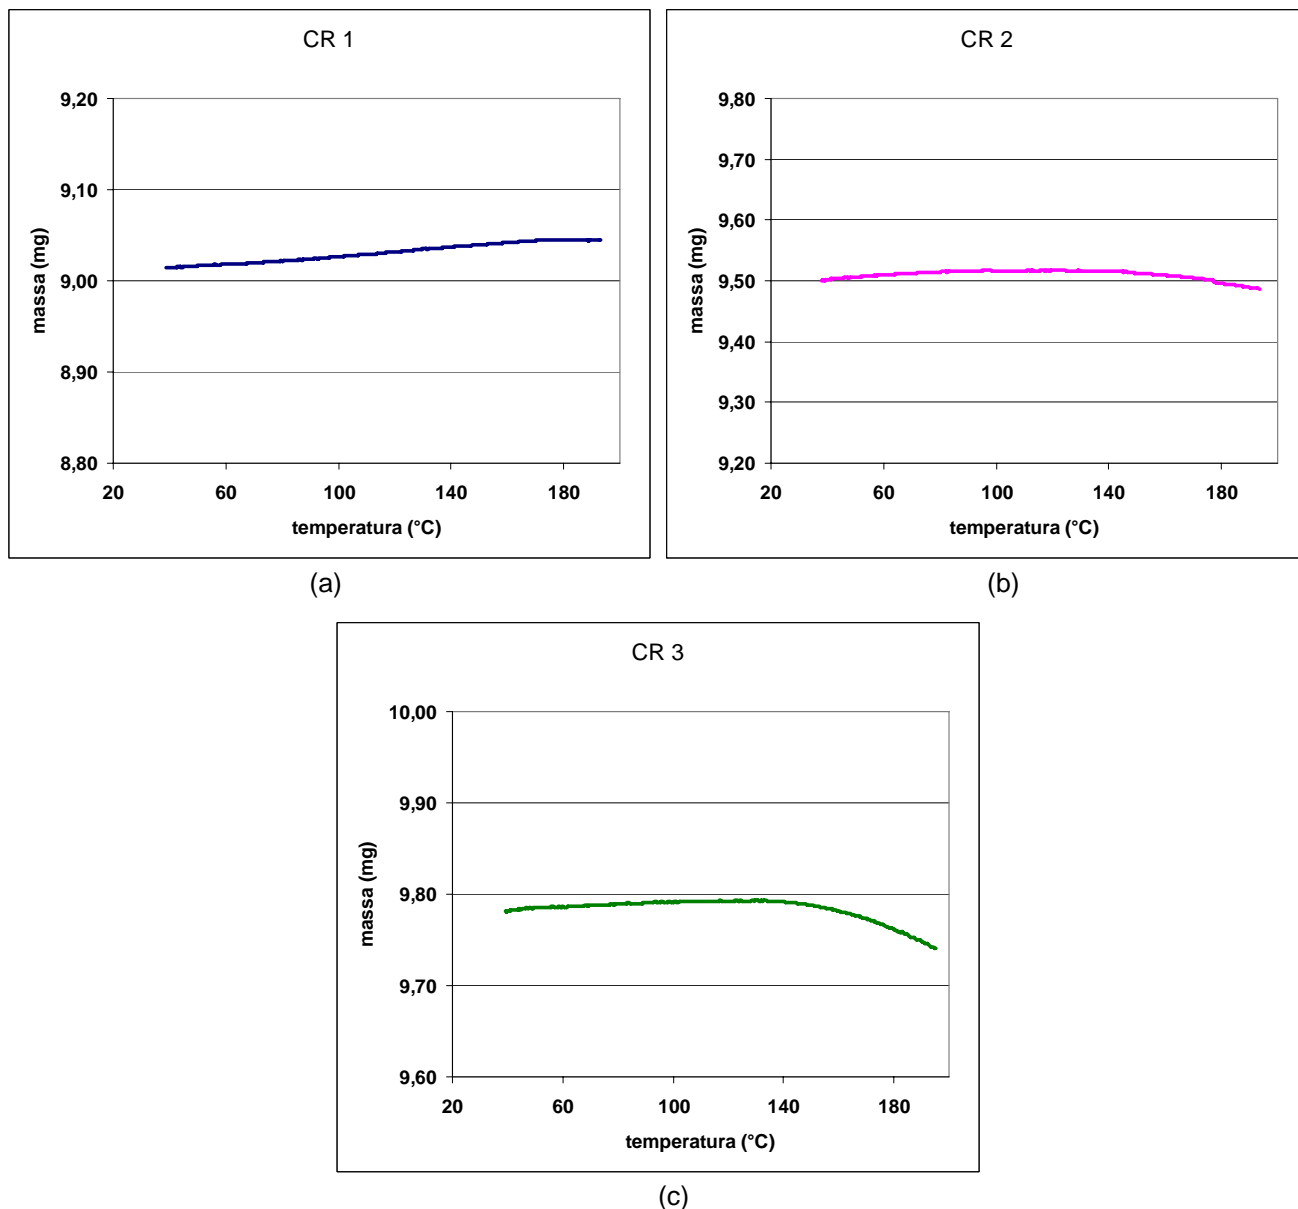 CR 1
9,20
9,10
9,00
8,90
8,80
massa (mg)
20 60 100 140 180
temperatura (°C)
(a)
CR 2
9,80
9,70
9,60
9,50
9,40
9,30
9,20
massa (mg)
20 60 100 140 180
temperatura (°C)
(b)
CR 3
10,00
9,90
9,80
9,70
9,60
massa (mg)
20 60 100 140 180
temperatura (°C)
(c)